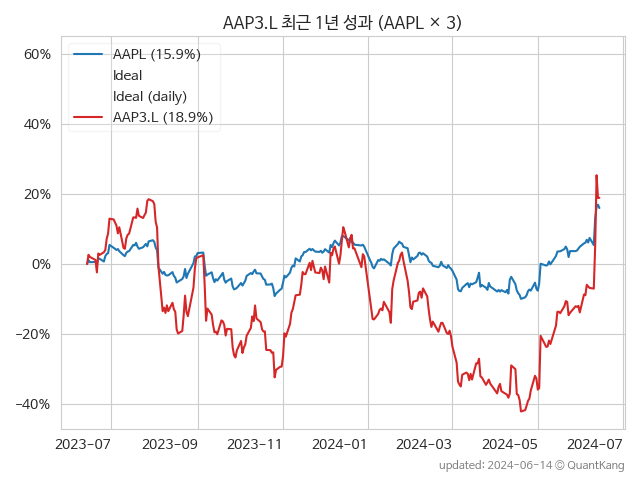 AAP3.L 최근 1년 성과 (AAPL × 3)
60%
40%
20%
0%
−20%
−40%
AAPL (15.9%)
Ideal
Ideal (daily)
AAP3.L (18.9%)
2023-07 2023-09 2023-11 2024-01 2024-03 2024-05 2024-07
updated: 2024-06-14 © QuantKang